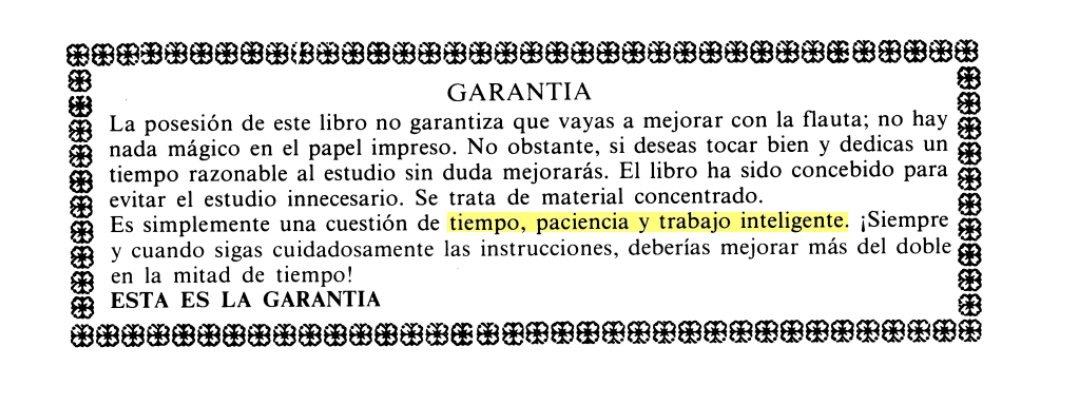 GARANTIA
La posesión de este libro no garantiza que vayas a mejorar con la flauta; no hay
nada mágico en el papel impreso. No obstante, si deseas tocar bien y dedicas un
tiempo razonable al estudio sin duda mejorarás. El libro ha sido concebido para
evitar el estudio innecesario. Se trata de material concentrado.
Es simplemente una cuestión de tiempo, paciencia y trabajo inteligente. ¡Siempre
y cuando sigas cuidadosamente las instrucciones, deberías mejorar más del doble
en la mitad de tiempo!
ESTA ES LA GARANTIA